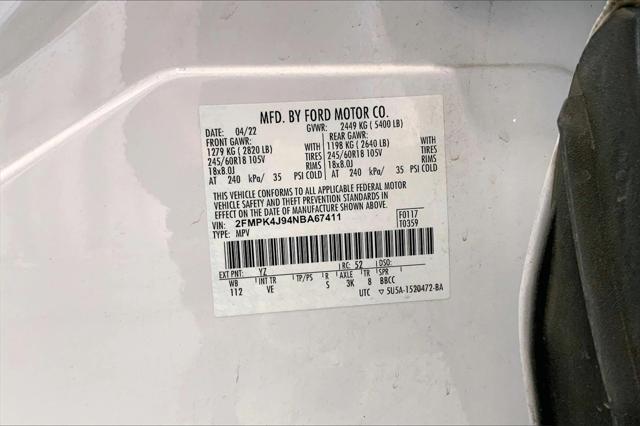 MFD. BY FORD MOTOR CO.
DATE: 04/22 GVWR: 2449 KG ( 5400 LB)
FRONT GAWR: REAR GAWR:
1279 KG ( 2820 LB) WITH 1198 KG ( 2640 LB) WITH
245/60R18 105V TIRES 245/60R18 105V TIRES
18x8.0J RIMS 18x8.0J RIMS
AT 240 kPa/ 35 PSI COLD AT 240 kPa/ 35 PSI COLD
THIS VEHICLE CONFORMS TO ALL APPLICABLE FEDERAL MOTOR
VEHICLE SAFETY AND THEFT PREVENTION STANDARDS IN
EFFECT ON THE DATE OF MANUFACTURE SHOWN ABOVE.
VIN: 2FMPK4J94NBA67411 F0117
TYPE: MPV T0359
EXT PNT: YZ RC: 52 DSO:
WB INT TR TP/PS R AXLE TR SPR
112 VE S 3K 8 BBCC
UTC ▽ 5U5A-1520472-BA